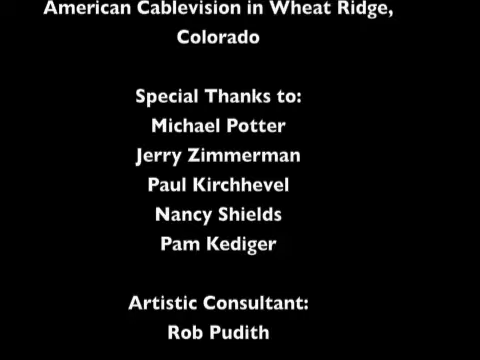 American Cablevision in Wheat Ridge,
Colorado
Special Thanks to:
Michael Potter
Jerry Zimmerman
Paul Kirchhevel
Nancy Shields
Pam Kediger
Artistic Consultant:
Rob Pudith